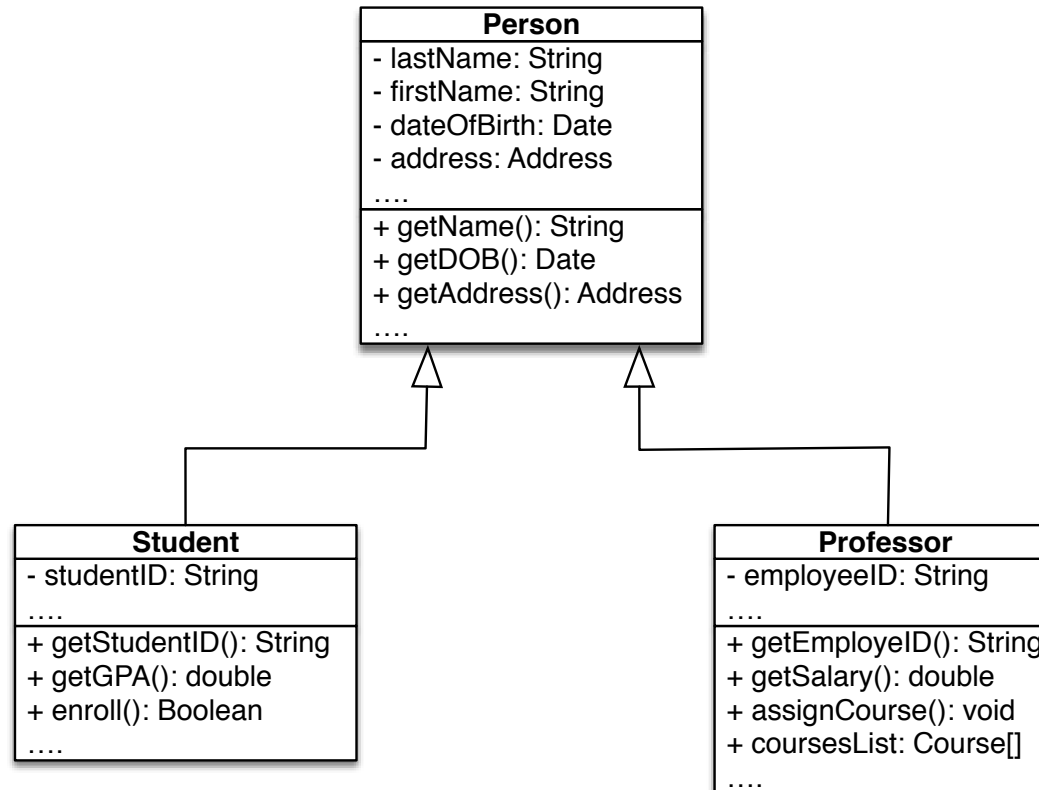 Person
- lastName: String
- firstName: String
- dateOfBirth: Date
- address: Address
....
+ getName(): String
+ getDOB(): Date
+ getAddress(): Address
....
Student
- studentID: String
....
+ getStudentID(): String
+ getGPA(): double
+ enroll(): Boolean
....
Professor
- employeeID: String
....
+ getEmployeID(): String
+ getSalary(): double
+ assignCourse(): void
+ coursesList: Course[]
....